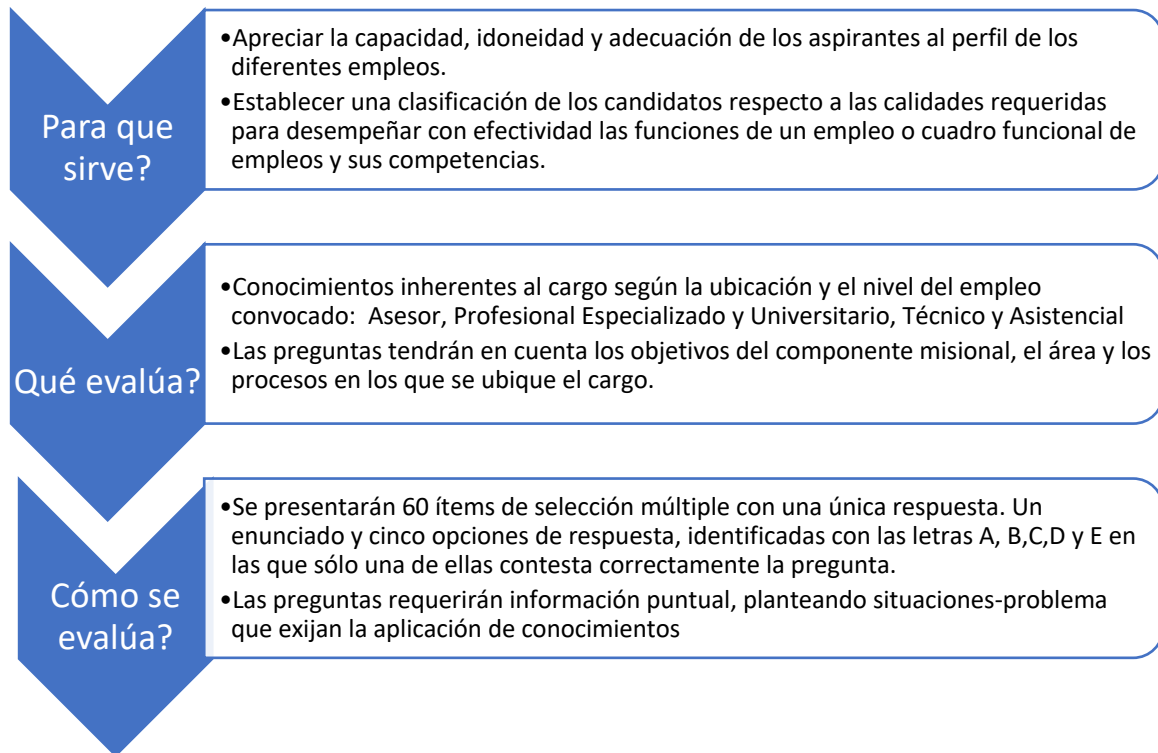 Para que
sirve?
•Apreciar la capacidad, idoneidad y adecuación de los aspirantes al perfil de los
diferentes empleos.
•Establecer una clasificación de los candidatos respecto a las calidades requeridas
para desempeñar con efectividad las funciones de un empleo o cuadro funcional de
empleos y sus competencias.
Qué evalúa?
•Conocimientos inherentes al cargo según la ubicación y el nivel del empleo
convocado: Asesor, Profesional Especializado y Universitario, Técnico y Asistencial
•Las preguntas tendrán en cuenta los objetivos del componente misional, el área y los
procesos en los que se ubique el cargo.
Cómo se
evalúa?
•Se presentarán 60 ítems de selección múltiple con una única respuesta. Un
enunciado y cinco opciones de respuesta, identificadas con las letras A, B,C,D y E en
las que sólo una de ellas contesta correctamente la pregunta.
•Las preguntas requerirán información puntual, planteando situaciones-problema
que exijan la aplicación de conocimientos